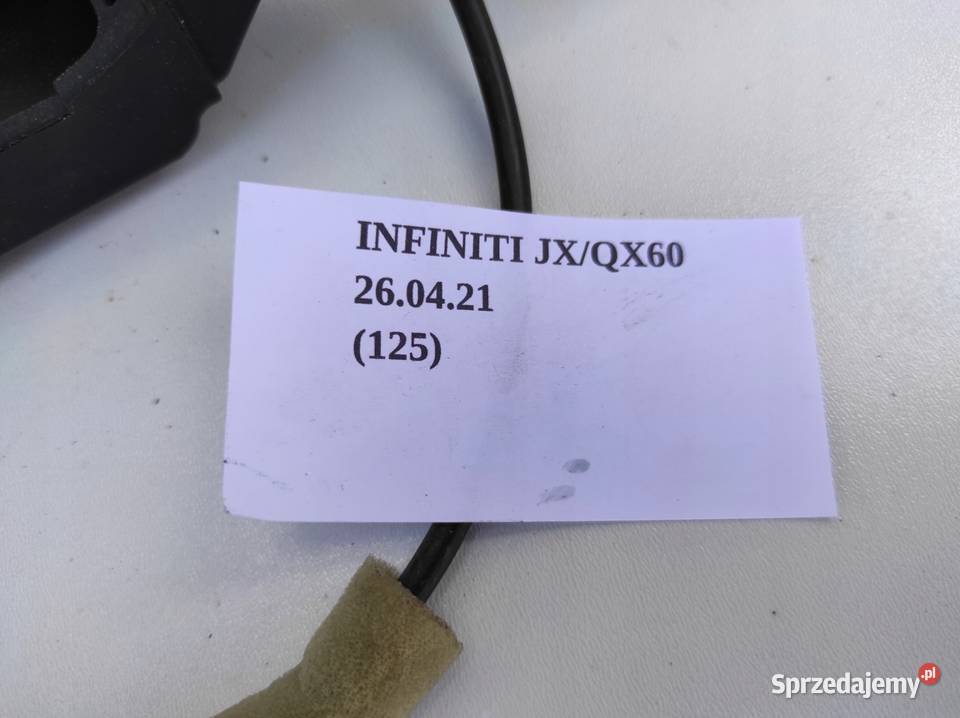 INFINITI JX/QX60
26.04.21
(125)
Sprzedajemy.pl